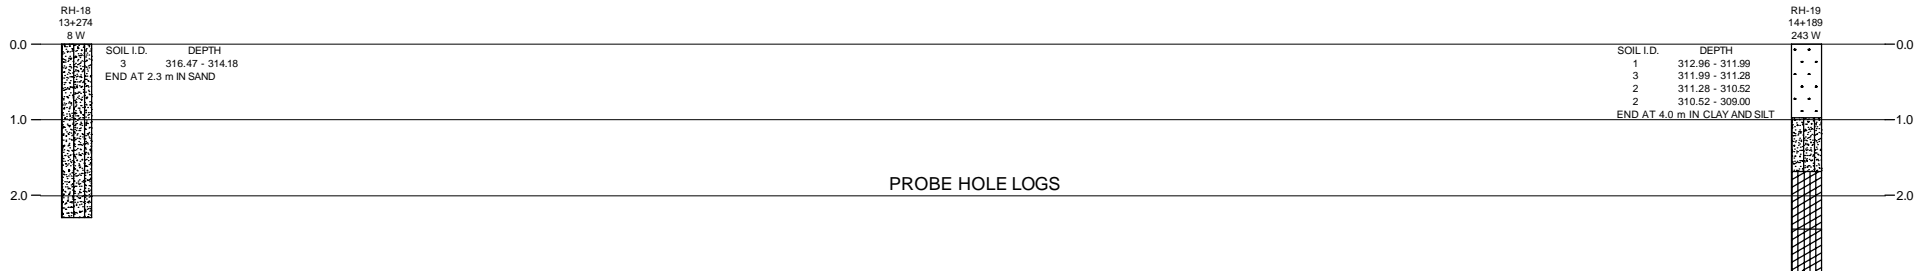 RH-18
13+274
8 W
0.0
SOIL I.D. DEPTH
3 316.47 - 314.18
END AT 2.3 m IN SAND
1.0
2.0
PROBE HOLE LOGS
RH-19
14+189
243 W
0.0
SOIL I.D. DEPTH
1 312.96 - 311.99
3 311.99 - 311.28
2 311.28 - 310.52
2 310.52 - 309.00
END AT 4.0 m IN CLAY AND SILT
1.0
2.0